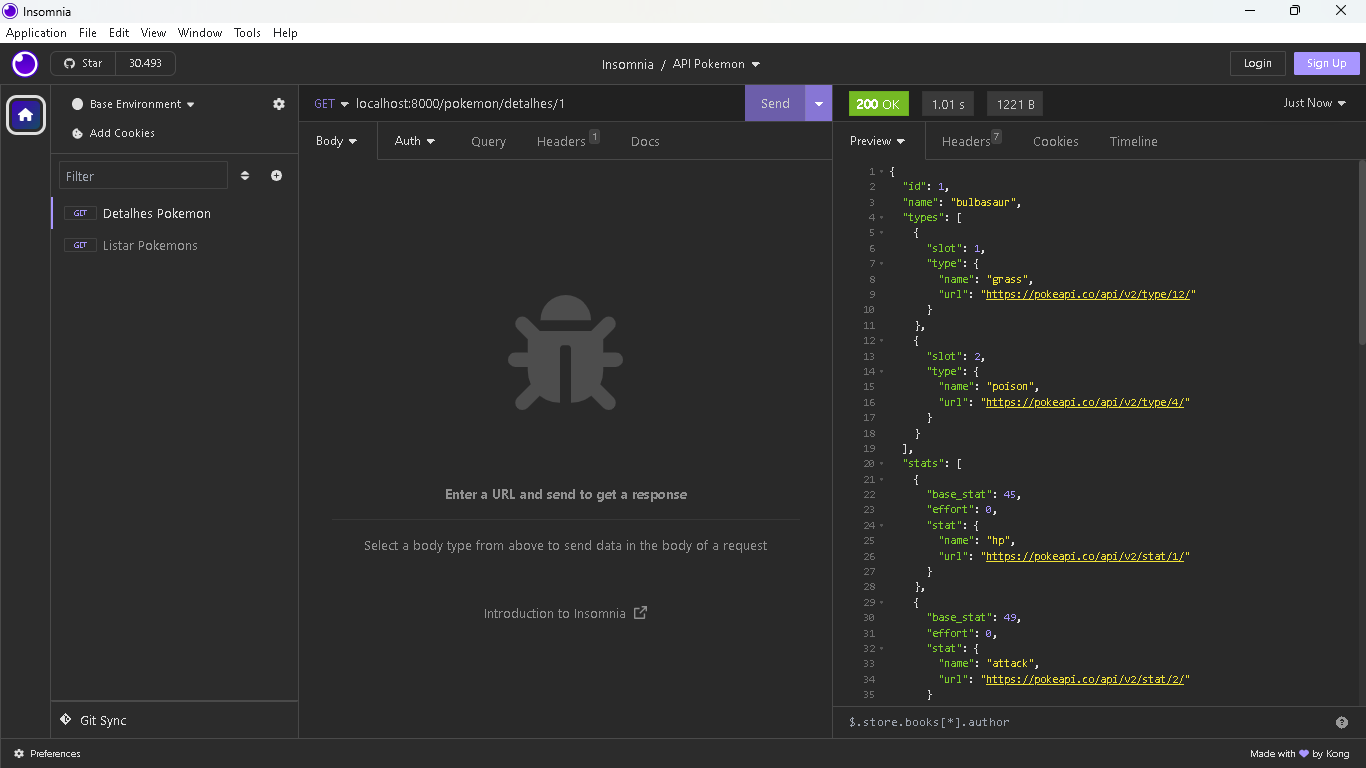 Insomnia
Application File Edit View Window Tools Help
Star 30.493
Insomnia / API Pokemon
Login Sign Up
Base Environment
Add Cookies
Filter
GET Detalhes Pokemon
GET Listar Pokemons
Git Sync
GET localhost:8000/pokemon/detalhes/1 Send
Body Auth Query Headers 1 Docs
Enter a URL and send to get a response
Select a body type from above to send data in the body of a request
Introduction to Insomnia
200 OK 1.01 s 1221 B Just Now
Preview Headers 7 Cookies Timeline
1 {
2 "id": 1,
3 "name": "bulbasaur",
4 "types": [
5 {
6 "slot": 1,
7 "type": {
8 "name": "grass",
9 "url": "https://pokeapi.co/api/v2/type/12/"
10 }
11 },
12 {
13 "slot": 2,
14 "type": {
15 "name": "poison",
16 "url": "https://pokeapi.co/api/v2/type/4/"
17 }
18 }
19 ],
20 "stats": [
21 {
22 "base_stat": 45,
23 "effort": 0,
24 "stat": {
25 "name": "hp",
26 "url": "https://pokeapi.co/api/v2/stat/1/"
27 }
28 },
29 {
30 "base_stat": 49,
31 "effort": 0,
32 "stat": {
33 "name": "attack",
34 "url": "https://pokeapi.co/api/v2/stat/2/"
35 }
$.store.books[*].author
Preferences
Made with 💜 by Kong